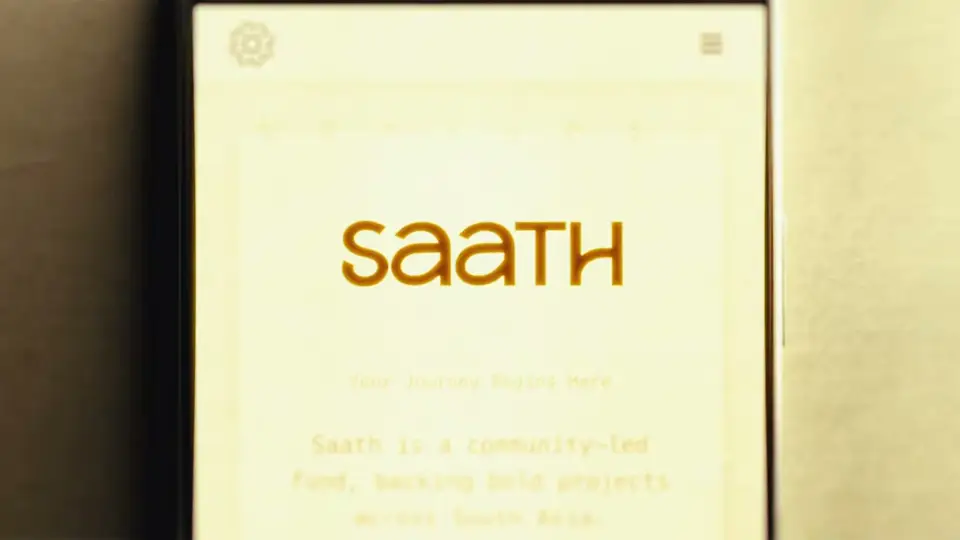 saaTH
Your Journey Begins Here
Saath is a community-led
fund, backing bold projects
across South Asia.